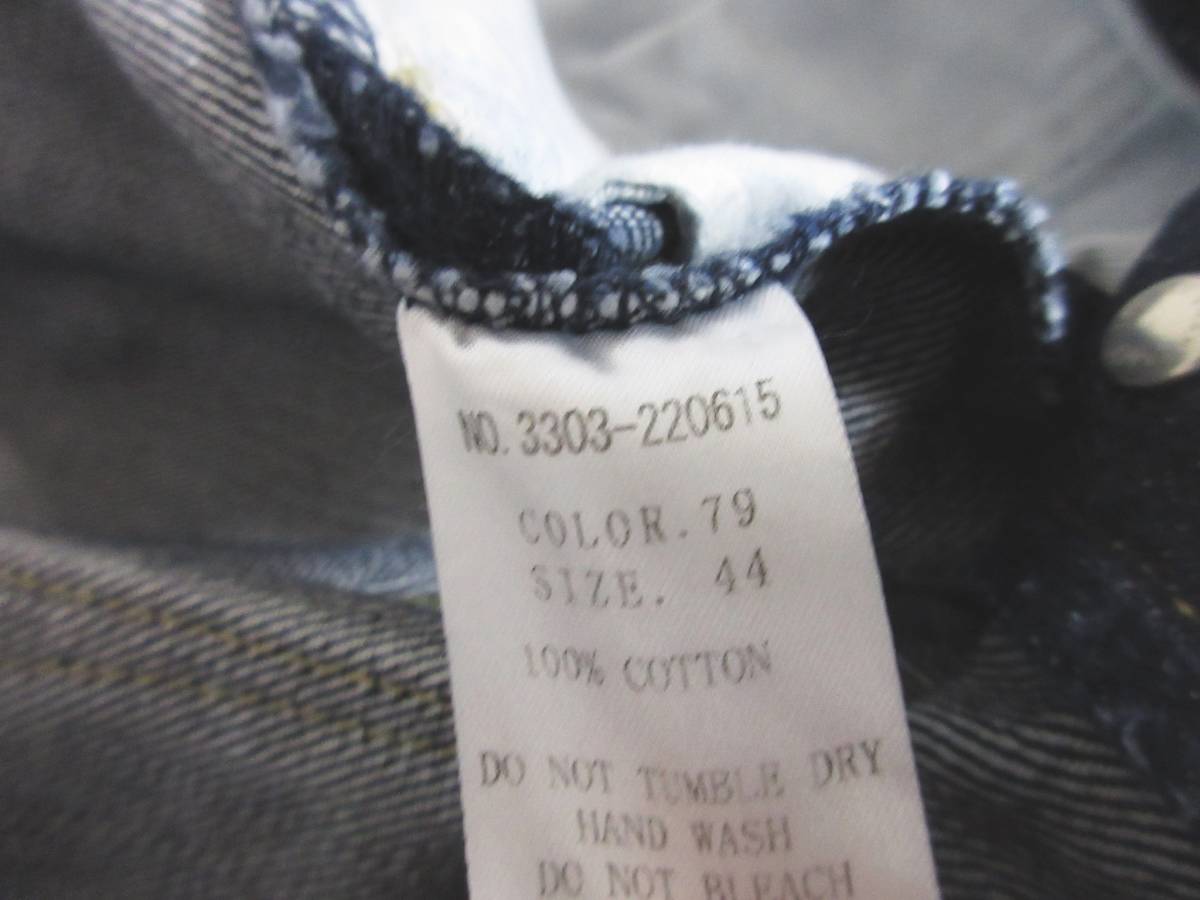 NO.3303-220615
COLOR.79
SIZE. 44
100% COTTON
DO NOT TUMBLE DRY
HAND WASH
DO NOT BLEACH